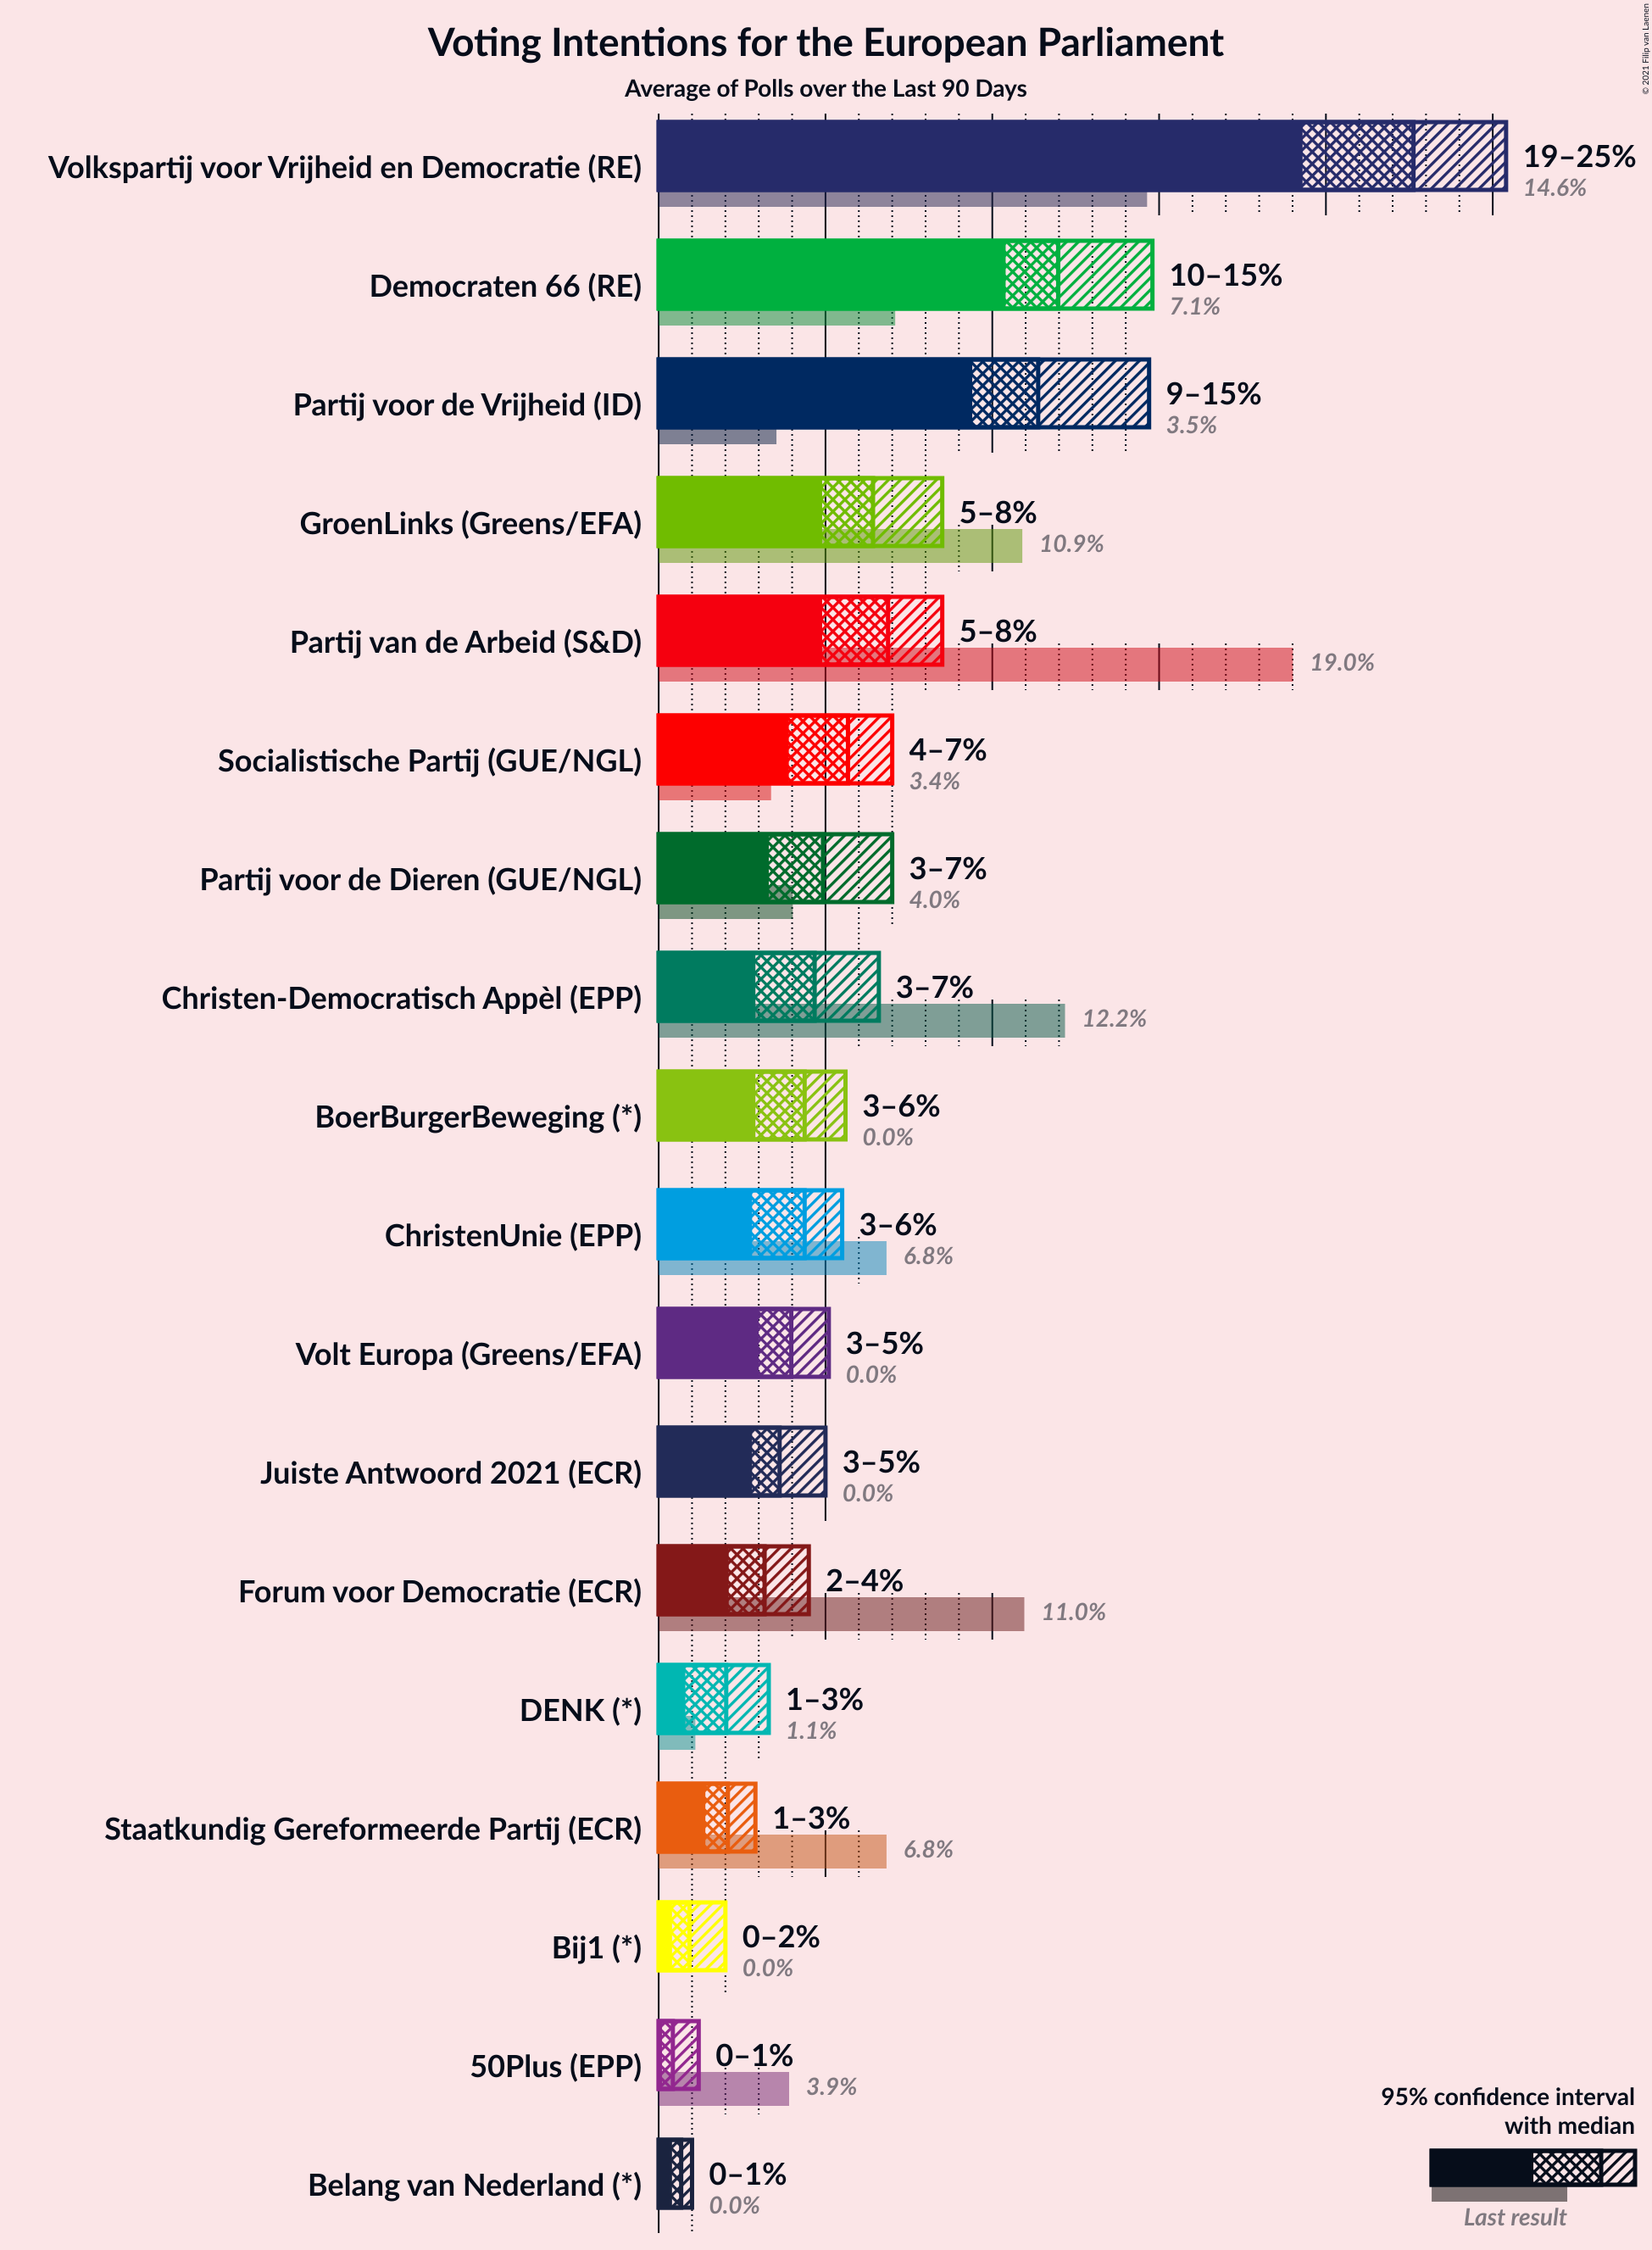 Voting Intentions for the European Parliament
Average of Polls over the Last 90 Days
© 2021 Filip van Laenen
Volkspartij voor Vrijheid en Democratie (RE)
19–25%
14.6%
Democraten 66 (RE)
10–15%
7.1%
Partij voor de Vrijheid (ID)
9–15%
3.5%
GroenLinks (Greens/EFA)
5–8%
10.9%
Partij van de Arbeid (S&D)
5–8%
19.0%
Socialistische Partij (GUE/NGL)
4–7%
3.4%
Partij voor de Dieren (GUE/NGL)
3–7%
4.0%
Christen-Democratisch Appèl (EPP)
3–7%
12.2%
BoerBurgerBeweging (*)
3–6%
0.0%
ChristenUnie (EPP)
3–6%
6.8%
Volt Europa (Greens/EFA)
3–5%
0.0%
Juiste Antwoord 2021 (ECR)
3–5%
0.0%
Forum voor Democratie (ECR)
2–4%
11.0%
DENK (*)
1–3%
1.1%
Staatkundig Gereformeerde Partij (ECR)
1–3%
6.8%
Bij1 (*)
0–2%
0.0%
50Plus (EPP)
0–1%
3.9%
Belang van Nederland (*)
0–1%
0.0%
95% confidence interval
with median
Last result